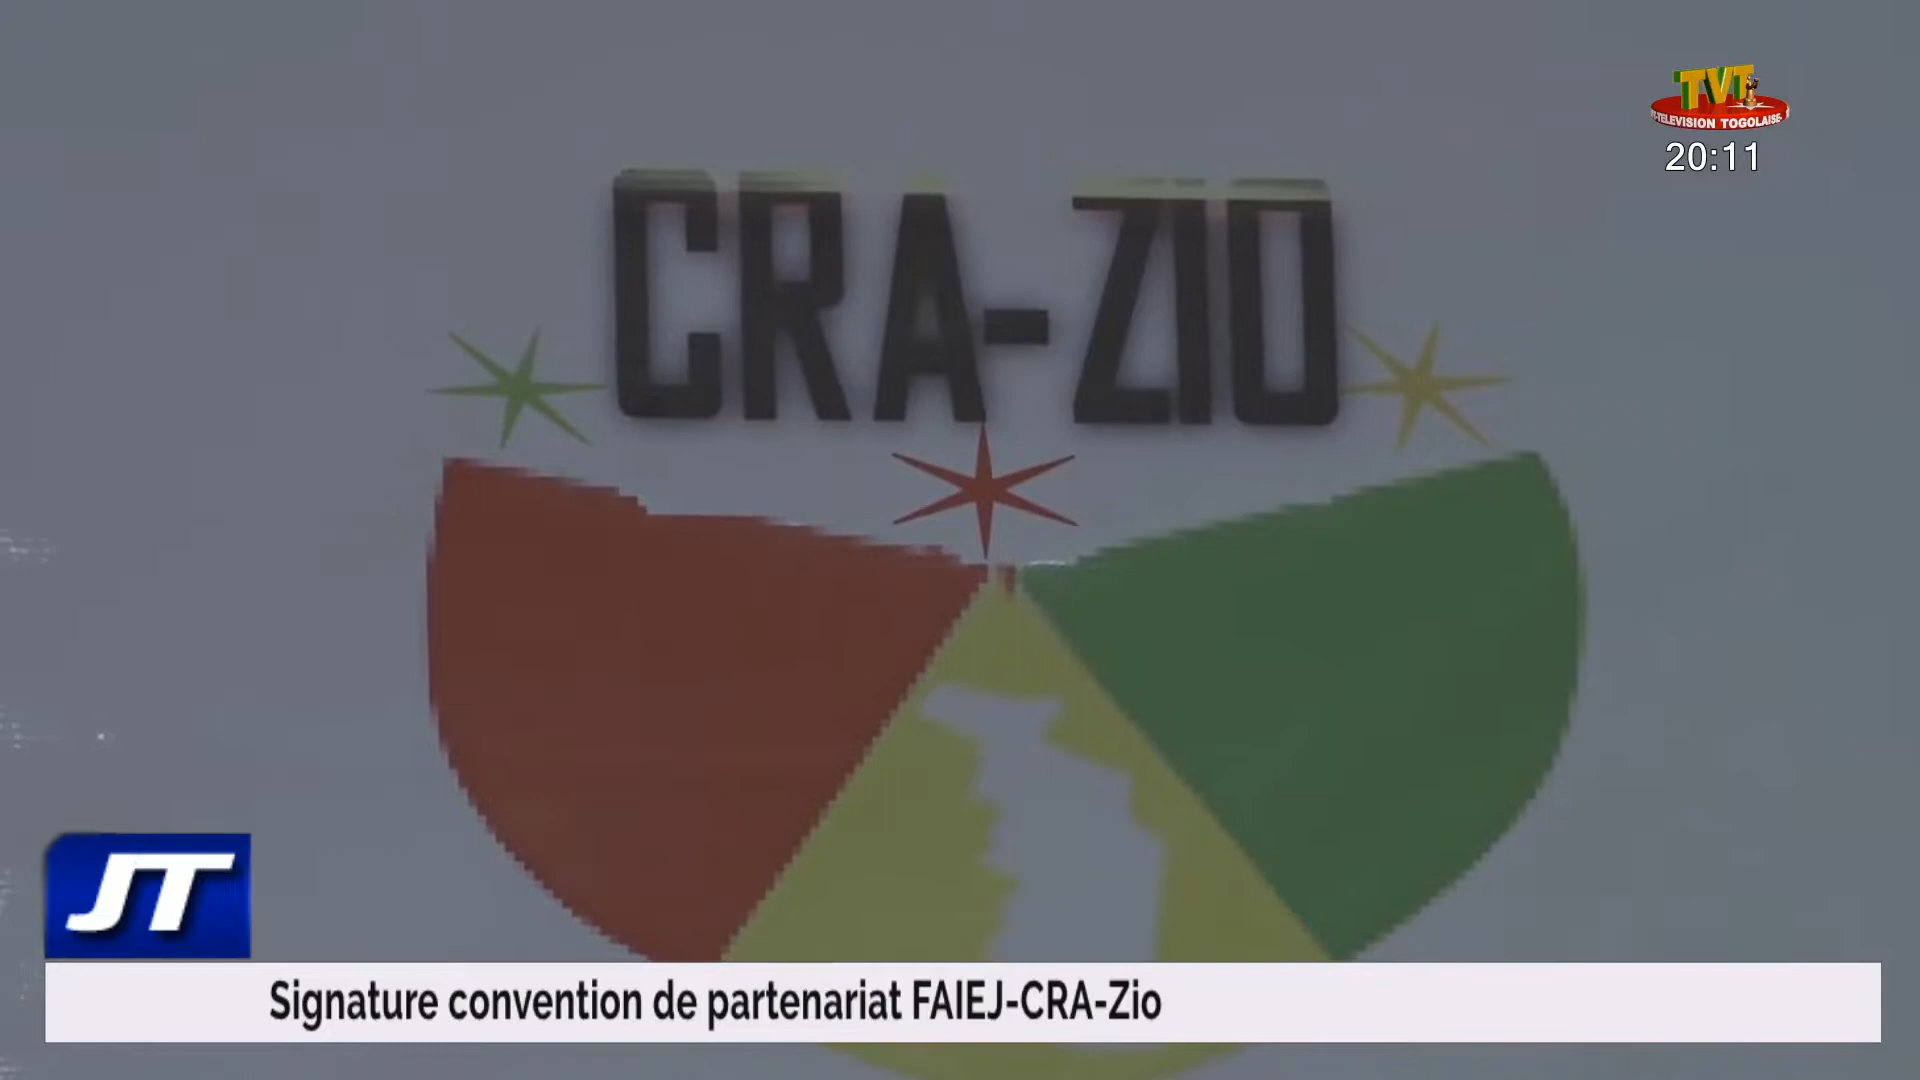 TVT
TELEVISION TOGOLAISE
20:11
CRA-ZIO
JT
Signature convention de partenariat FAIEJ-CRA-Zio